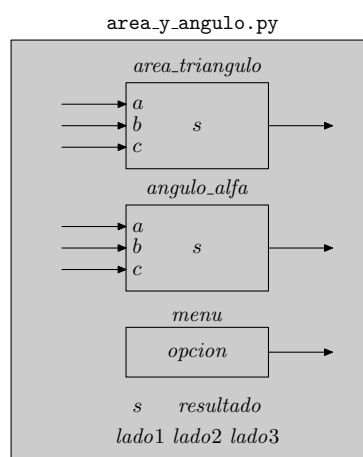 area_y_angulo.py
area_triangulo
a
b s
c
angulo_alfa
a
b s
c
menu
opcion
s resultado
lado1 lado2 lado3